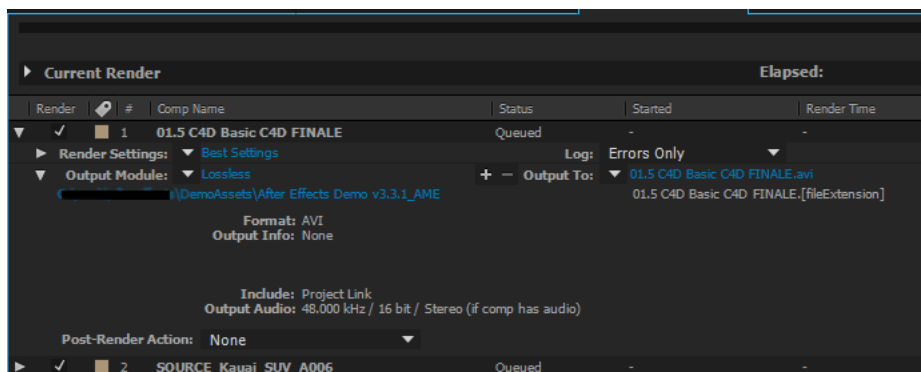 Current Render
Elapsed:
Render # Comp Name Status Started Render Time
1 01.5 C4D Basic C4D FINALE Queued - -
Render Settings: Best Settings Log: Errors Only
Output Module: Lossless + − Output To: 01.5 C4D Basic C4D FINALE.avi
\DemoAssets\After Effects Demo v3.3.1_AME 01.5 C4D Basic C4D FINALE.[fileExtension]
Format: AVI
Output Info: None
Include: Project Link
Output Audio: 48.000 kHz / 16 bit / Stereo (if comp has audio)
Post-Render Action: None
2 SOURCE_Kauai_SUV_A006 Queued - -